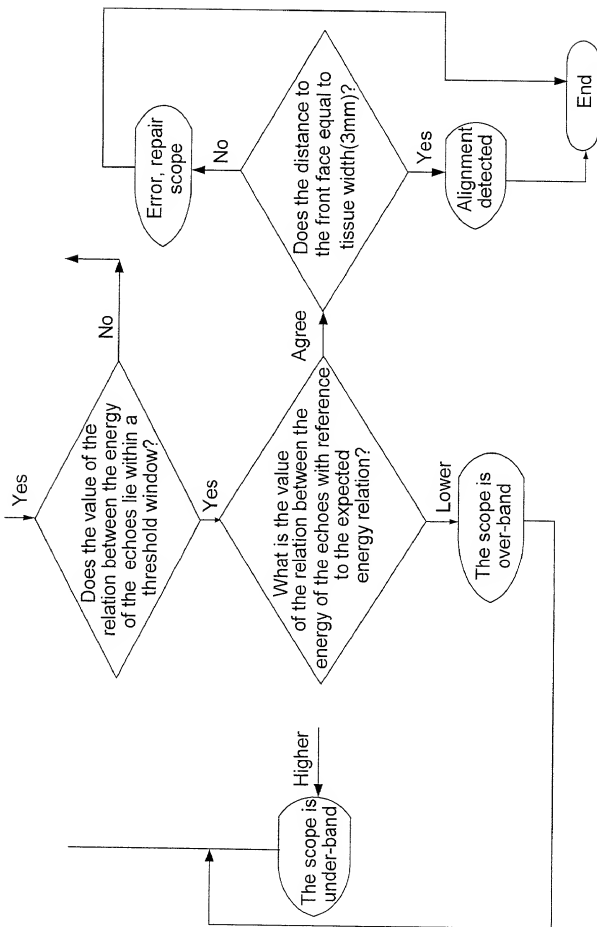 Yes
Does the value of the
relation between the energy
of the echoes lie within a
threshold window?
No
Yes
What is the value
of the relation between the
energy of the echoes with reference
to the expected
energy relation?
Higher
The scope is
under-band
Lower
The scope is
over-band
Agree
Does the distance to
the front face equal to
tissue width(3mm)?
No
Error, repair
scope
Yes
Alignment
detected
End